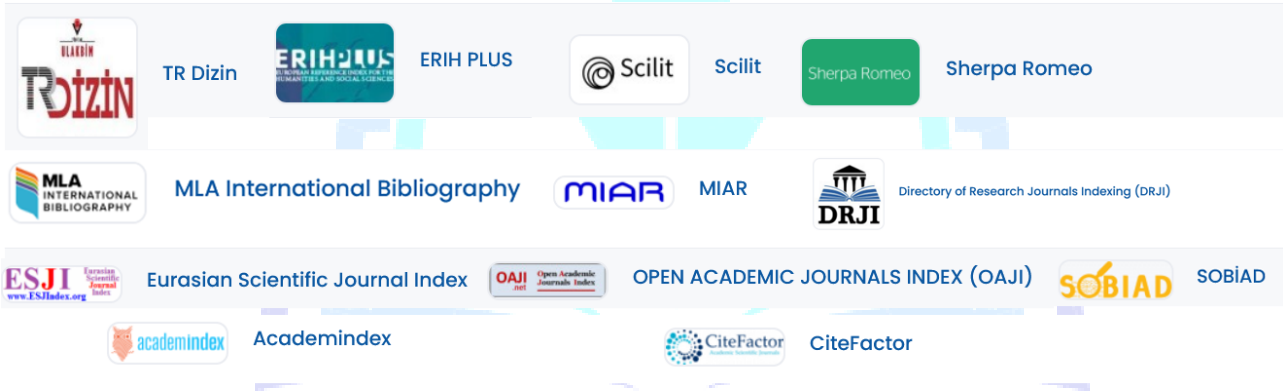 ULAKBİM
TRDİZİN
TR Dizin
ERIHPLUS
EUROPEAN REFERENCE INDEX FOR THE
HUMANITIES AND SOCIAL SCIENCES
ERIH PLUS
Scilit
Scilit
Sherpa Romeo
Sherpa Romeo
MLA
INTERNATIONAL
BIBLIOGRAPHY
MLA International Bibliography
MIAR
MIAR
DRJI
Directory of Research Journals Indexing (DRJI)
ESJI
Eurasian
Scientific
Journal
Index
www.ESJIndex.org
Eurasian Scientific Journal Index
OAJI
.net
Open Academic
Journals Index
OPEN ACADEMIC JOURNALS INDEX (OAJI)
SOBIAD
SOBİAD
academindex
Academindex
CiteFactor
Academic Scientific Journals
CiteFactor